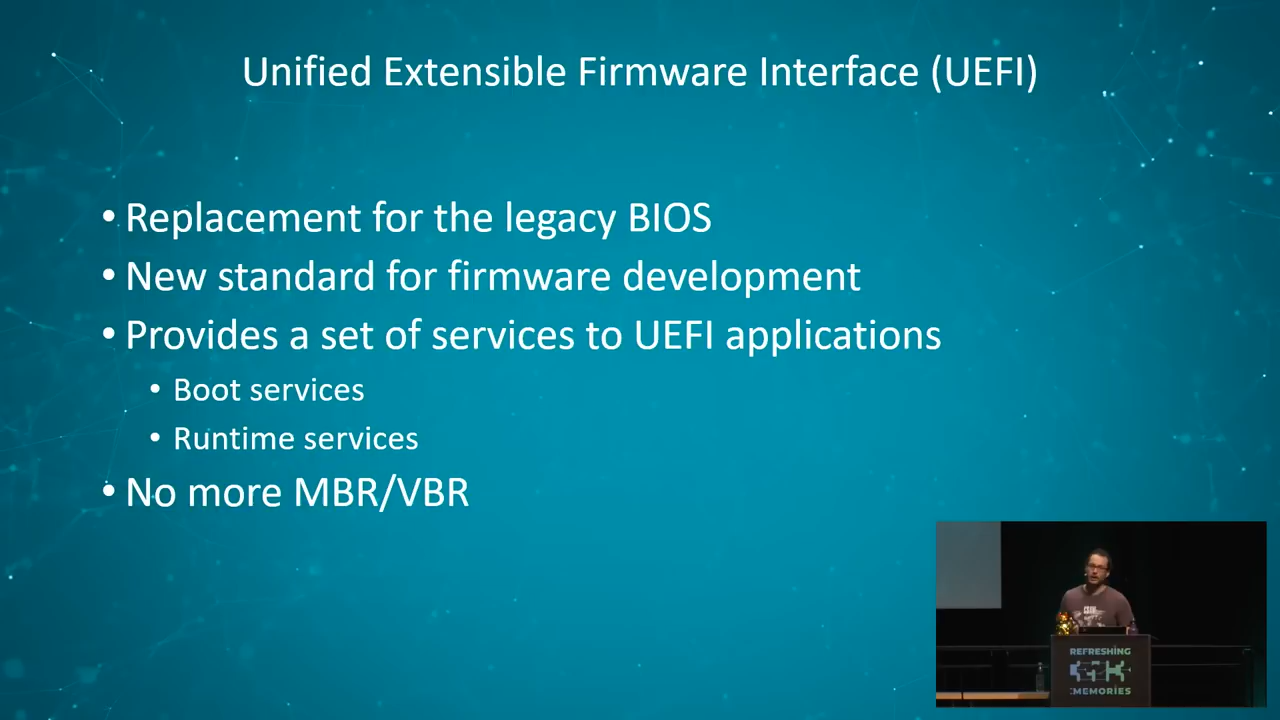 Unified Extensible Firmware Interface (UEFI)
• Replacement for the legacy BIOS
• New standard for firmware development
• Provides a set of services to UEFI applications
• Boot services
• Runtime services
• No more MBR/VBR
REFRESHING
MEMORIES